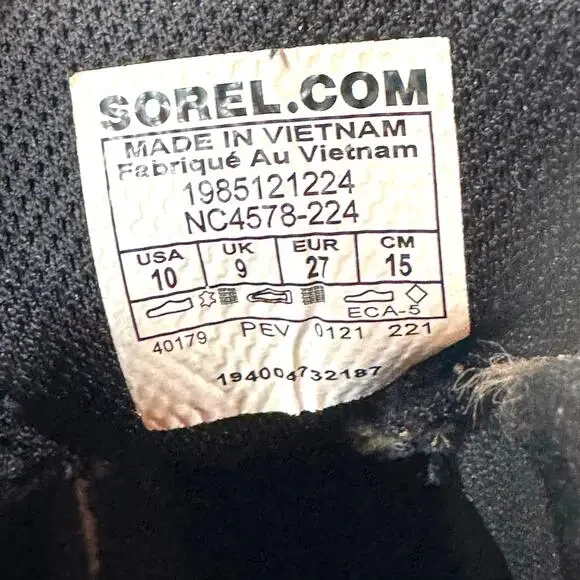 SOREL.COM
MADE IN VIETNAM
Fabriqué Au Vietnam
1985121224
NC4578-224
USA UK EUR CM
10 9 27 15
ECA-5
40179 PEV 0121 221
194004732187